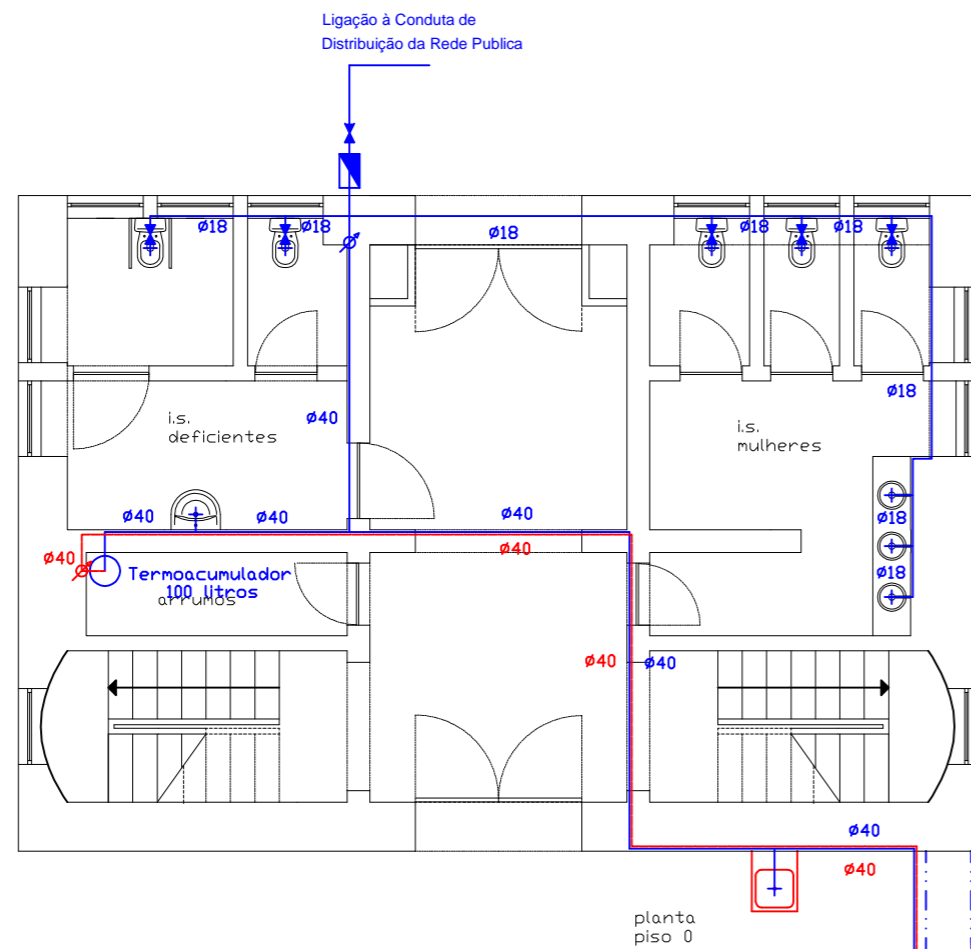 Ligação à Conduta de
Distribuição da Rede Publica
ø18
ø18
ø18
ø18
ø18
ø40
i.s.
deficientes
i.s.
mulheres
ø18
ø40
ø40
ø40
ø18
ø40
ø40
Termoacumulador
100 litros
arrumos
ø18
ø40
ø40
ø40
ø40
planta
piso 0